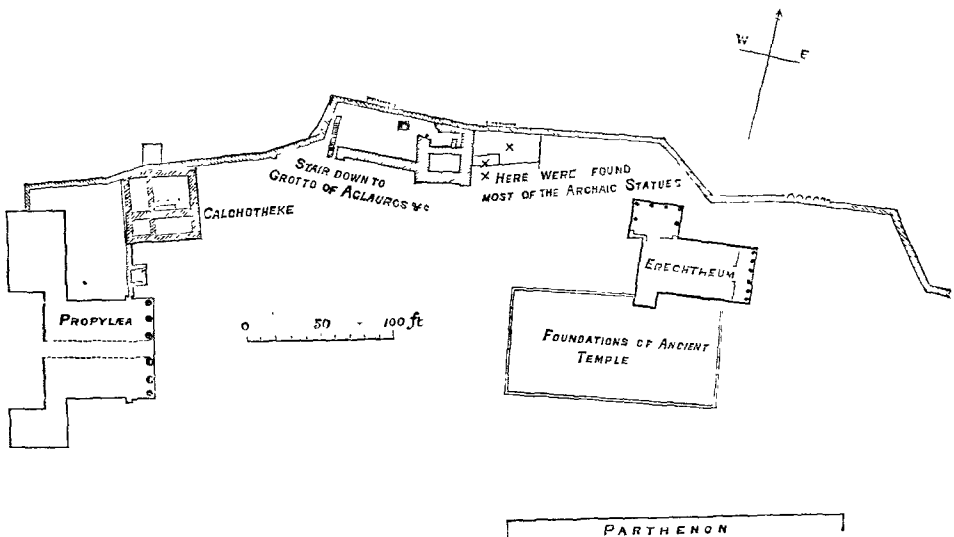 W E
STAIR DOWN TO
GROTTO OF AGLAUROS &c
× HERE WERE FOUND
MOST OF THE ARCHAIC STATUES
CALCHOTHEKE
ERECHTHEUM
PROPYLÆA
0 50 100 ft
FOUNDATIONS OF ANCIENT
TEMPLE
PARTHENON